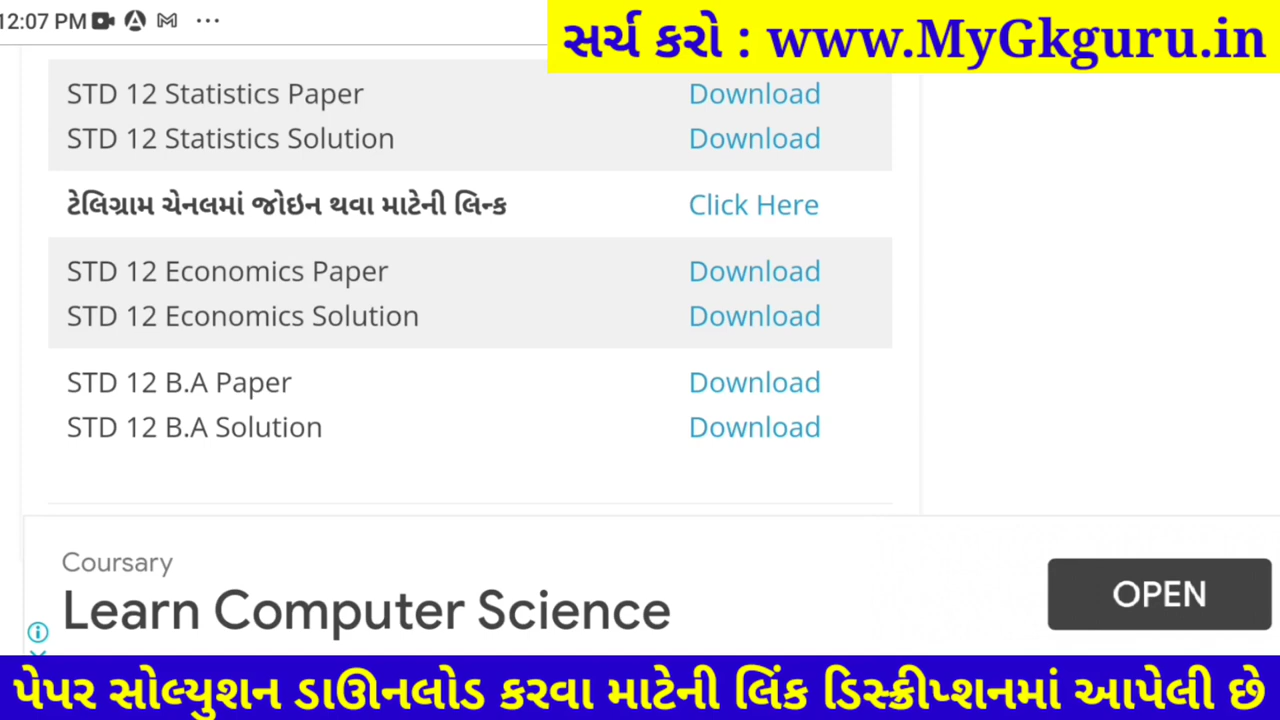 12:07 PM
સર્ચ કરો : www.MyGkguru.in
STD 12 Statistics Paper Download
STD 12 Statistics Solution Download
ટેલિગ્રામ ચેનલમાં જોઇન થવા માટેની લિન્ક Click Here
STD 12 Economics Paper Download
STD 12 Economics Solution Download
STD 12 B.A Paper Download
STD 12 B.A Solution Download
Coursary
Learn Computer Science
OPEN
પેપર સોલ્યુશન ડાઊનલોડ કરવા માટેની લિંક ડિસ્ક્રીપ્શનમાં આપેલી છે